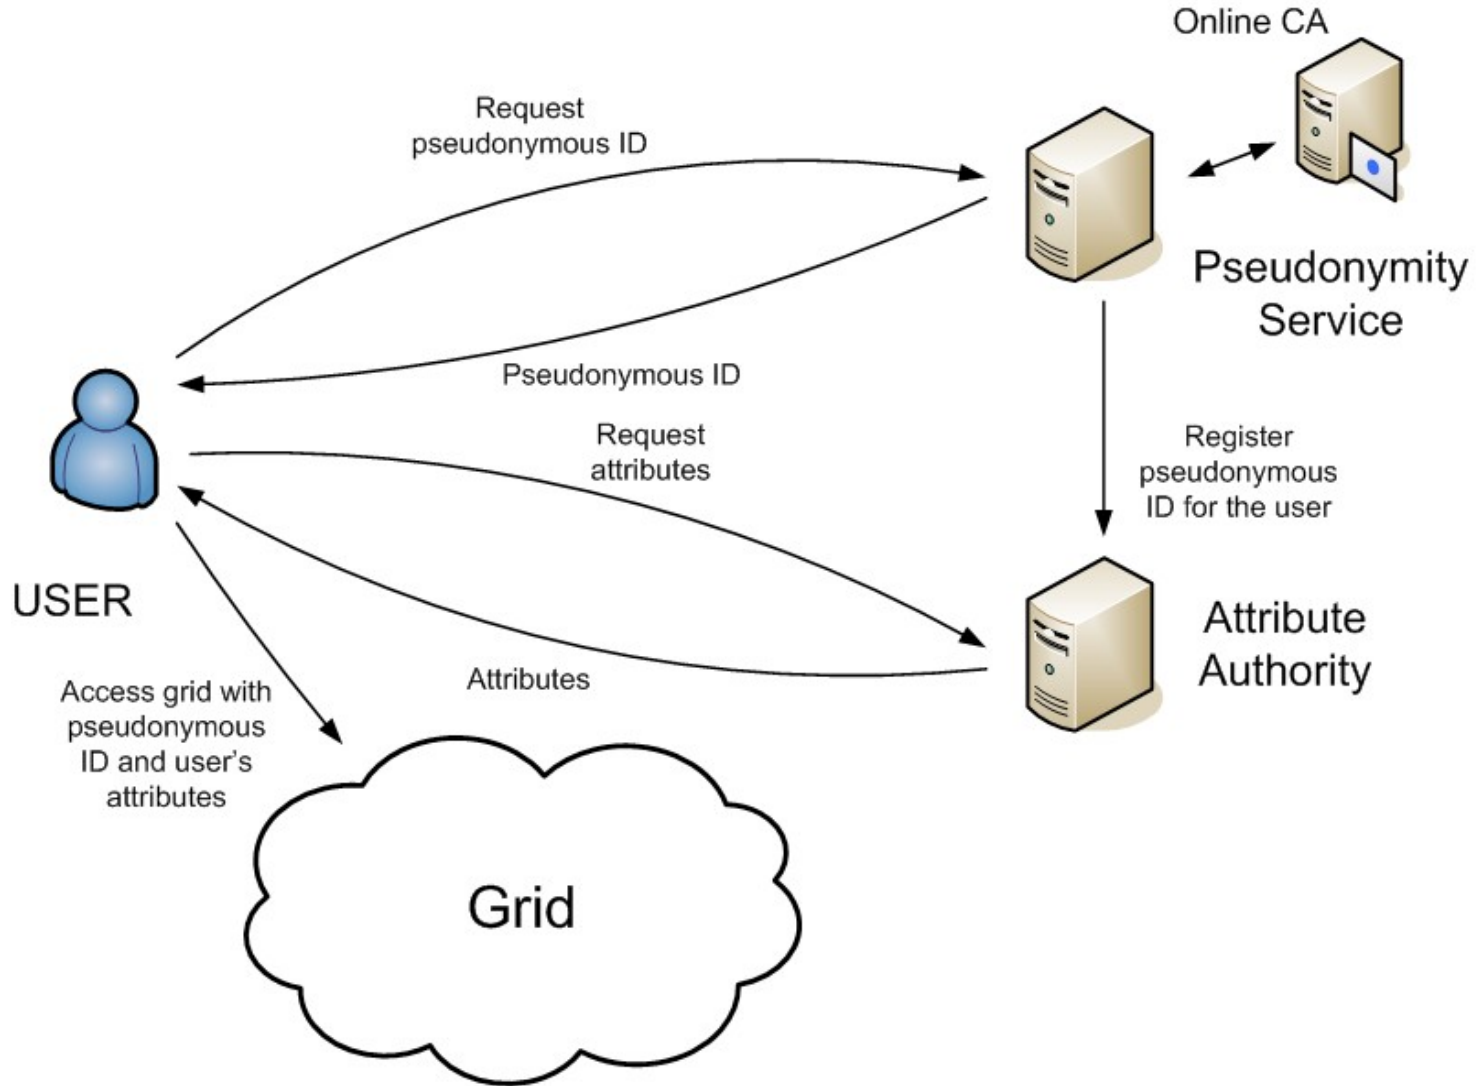 Online CA
Request
pseudonymous ID
Pseudonymity
Service
Pseudonymous ID
Request
attributes
Register
pseudonymous
ID for the user
USER
Attribute
Authority
Attributes
Access grid with
pseudonymous
ID and user's
attributes
Grid